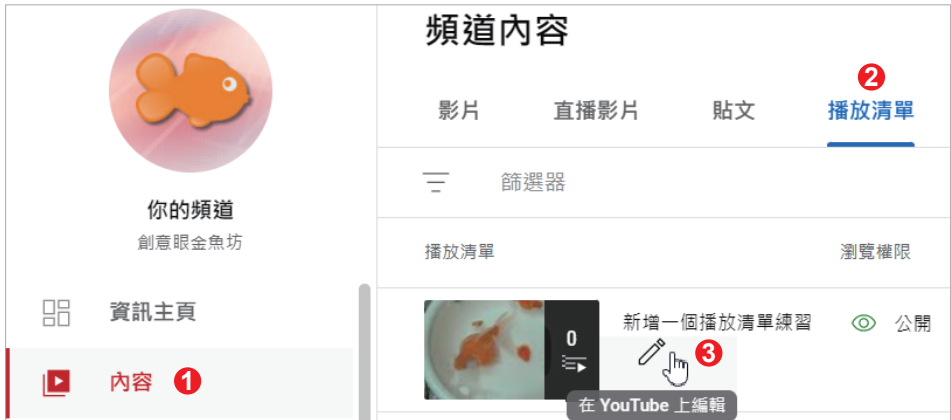 你的頻道
創意眼金魚坊
資訊主頁
內容 1
頻道內容
2
影片 直播影片 貼文 播放清單
篩選器
播放清單 瀏覽權限
0
新增一個播放清單練習 公開
3
在 YouTube 上編輯